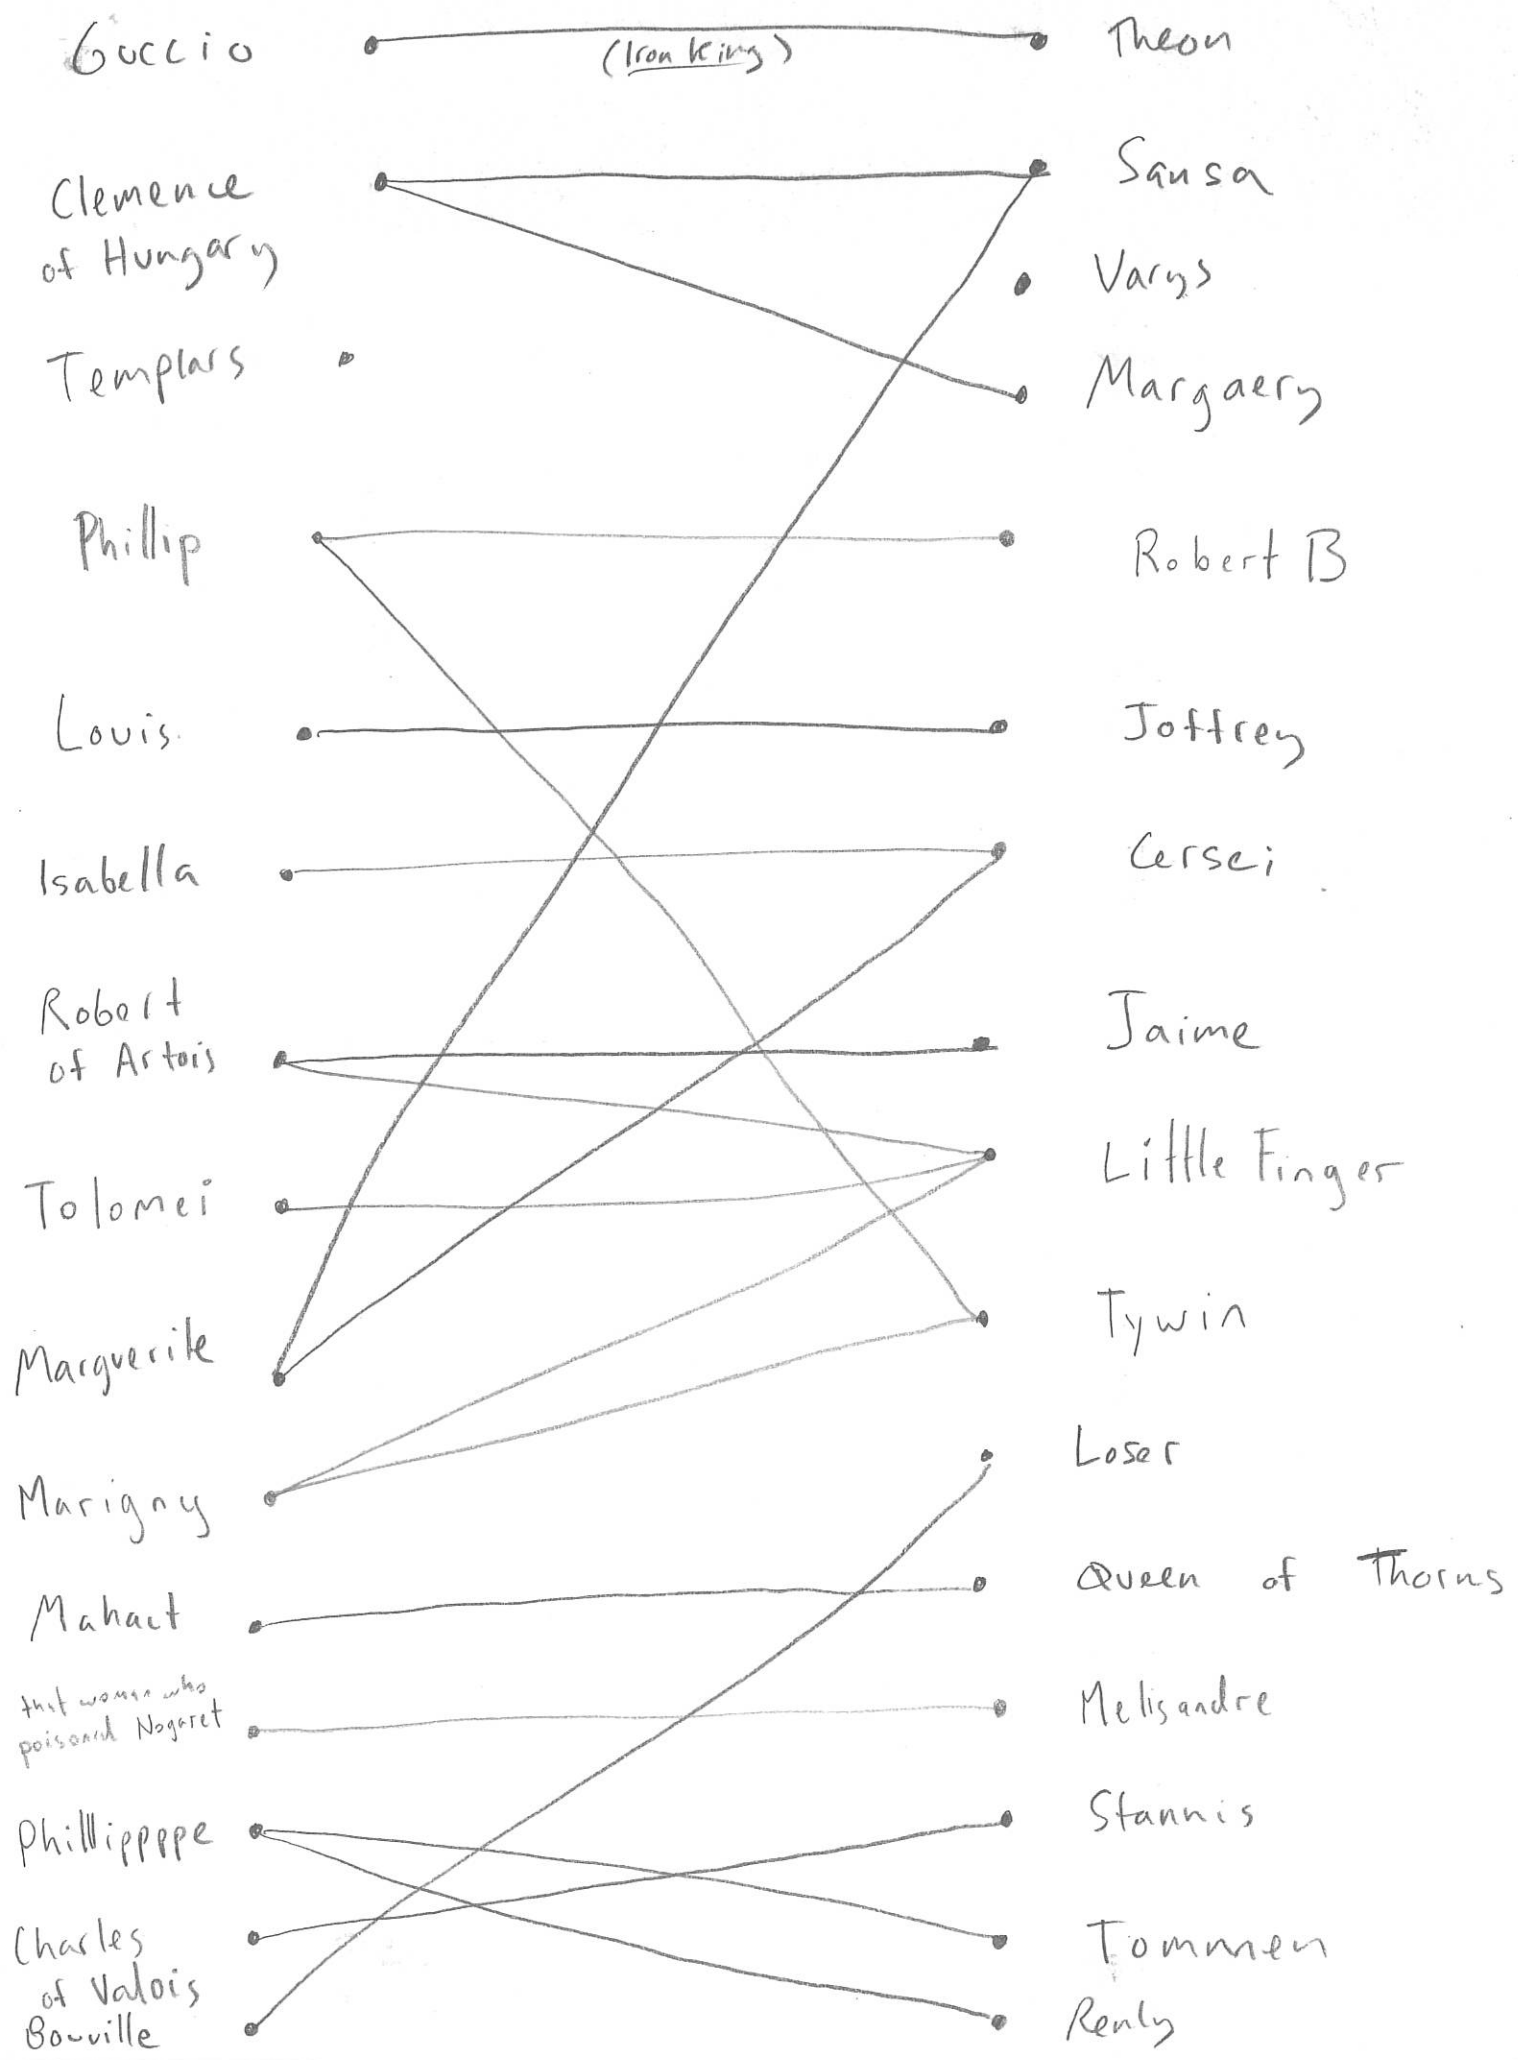 Guccio
(Iron King)
Theon
Clemence
of Hungary
Sansa
Varys
Templars
Margaery
Phillip
Robert B
Louis
Joffrey
Isabella
Cersei
Robert
of Artois
Jaime
Tolomei
Little Finger
Marguerite
Tywin
Marigny
Loser
Mahaut
Queen of Thorns
that woman who
poisoned Nogaret
Melisandre
Phillippppe
Stannis
Charles
of Valois
Tommen
Bouville
Renly